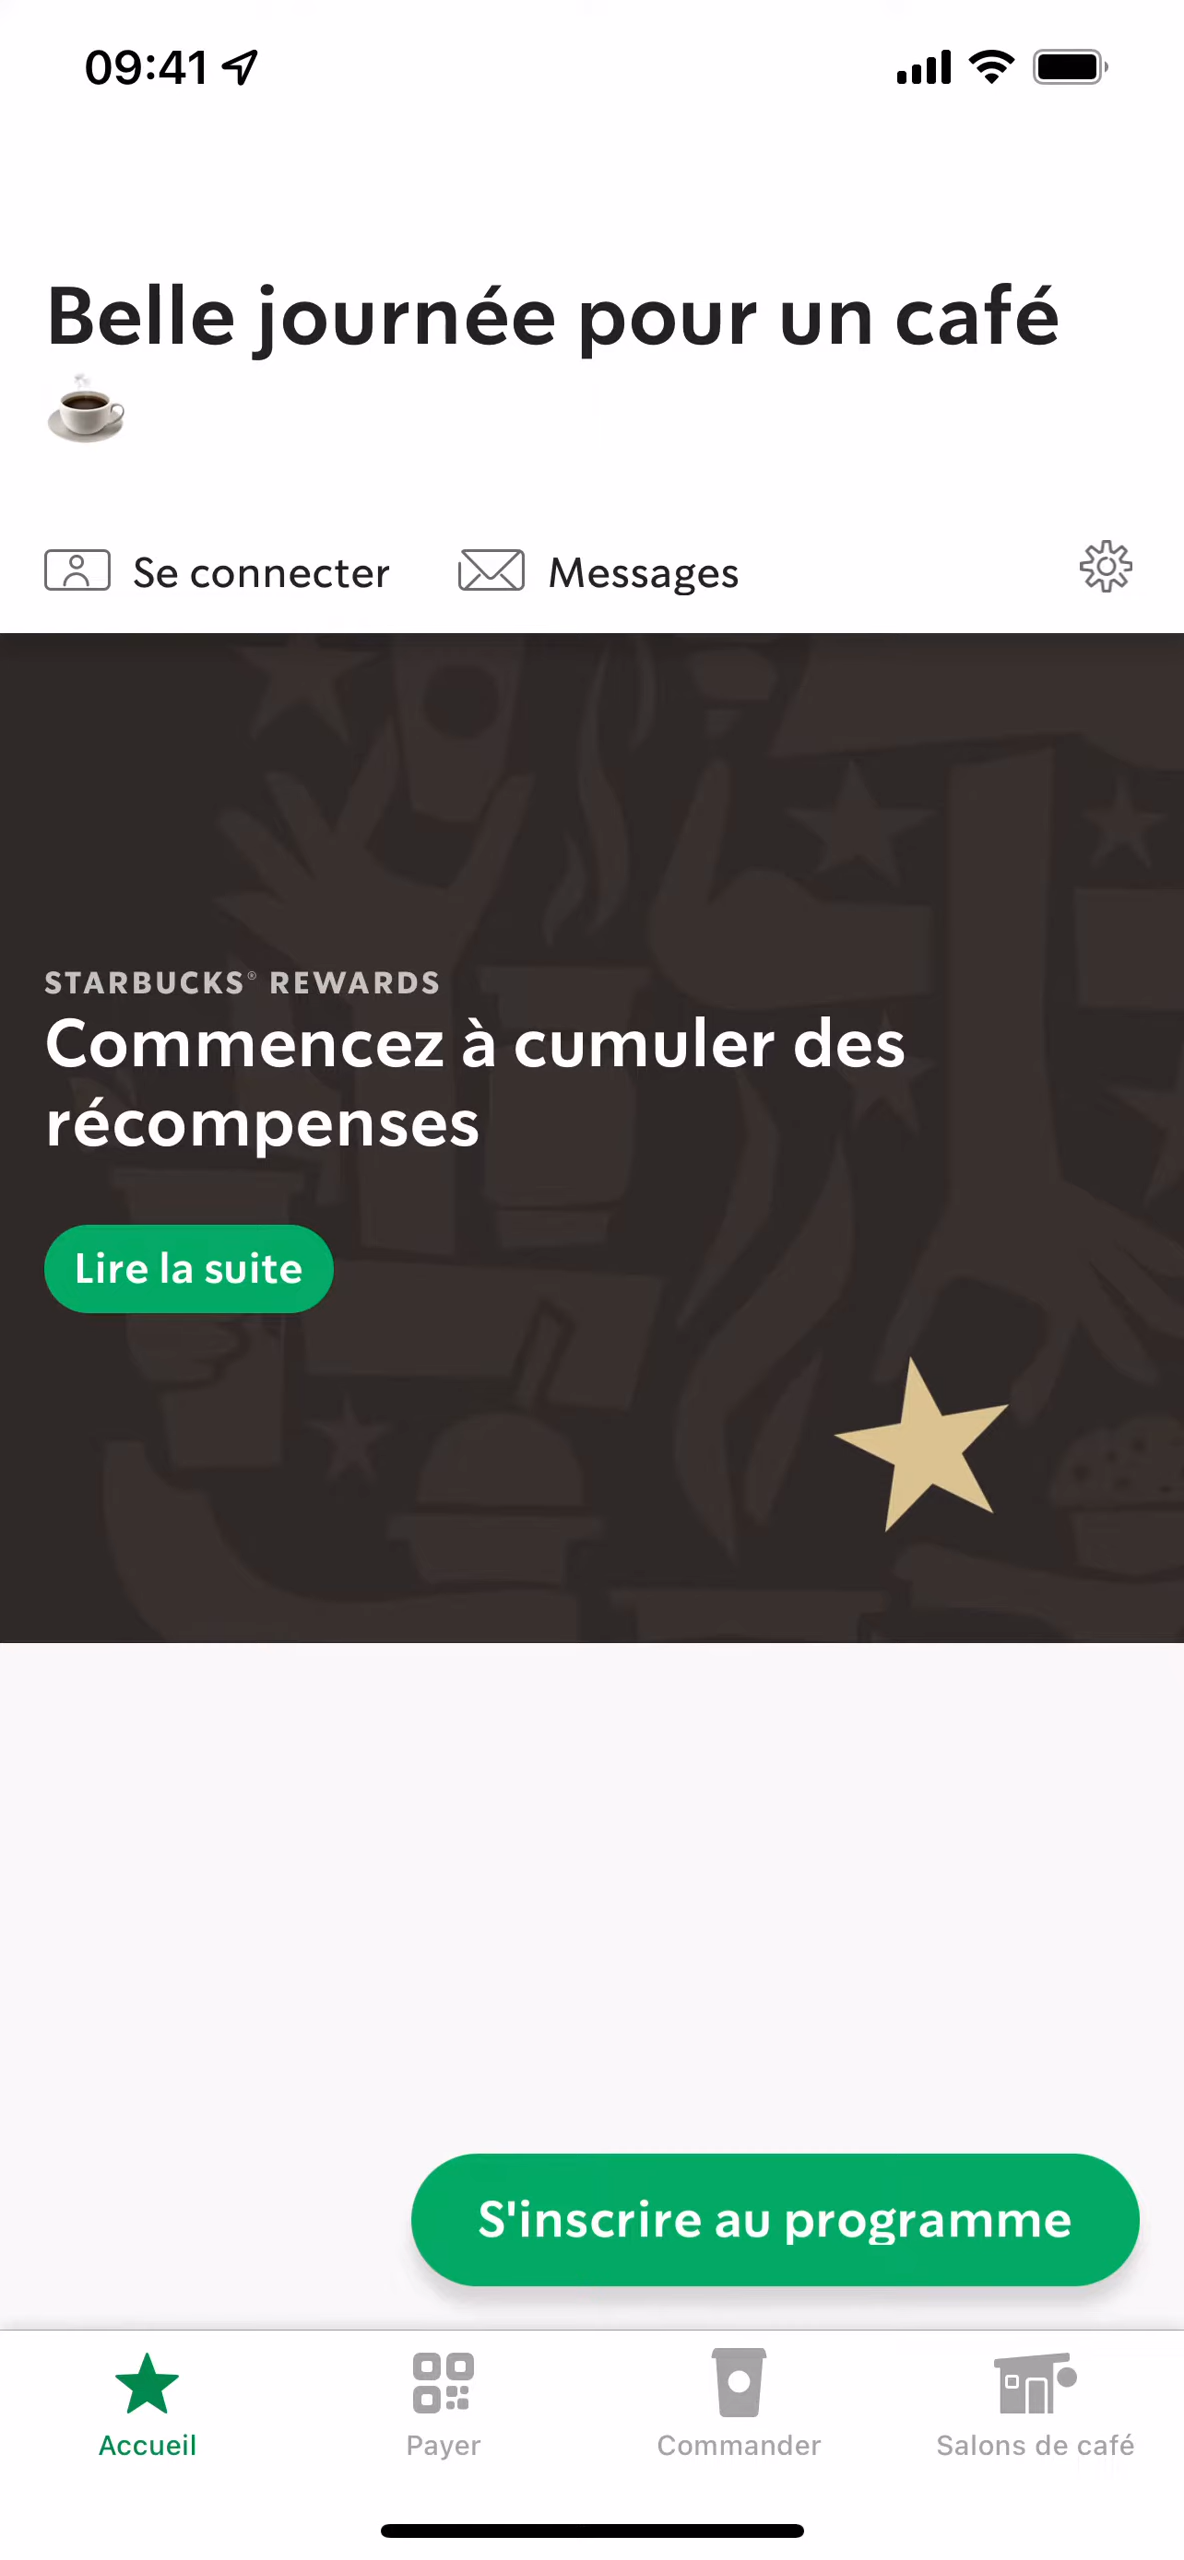 09:41
Belle journée pour un café
☕
Se connecter
Messages
STARBUCKS® REWARDS
Commencez à cumuler des
récompenses
Lire la suite
S'inscrire au programme
Accueil
Payer
Commander
Salons de café